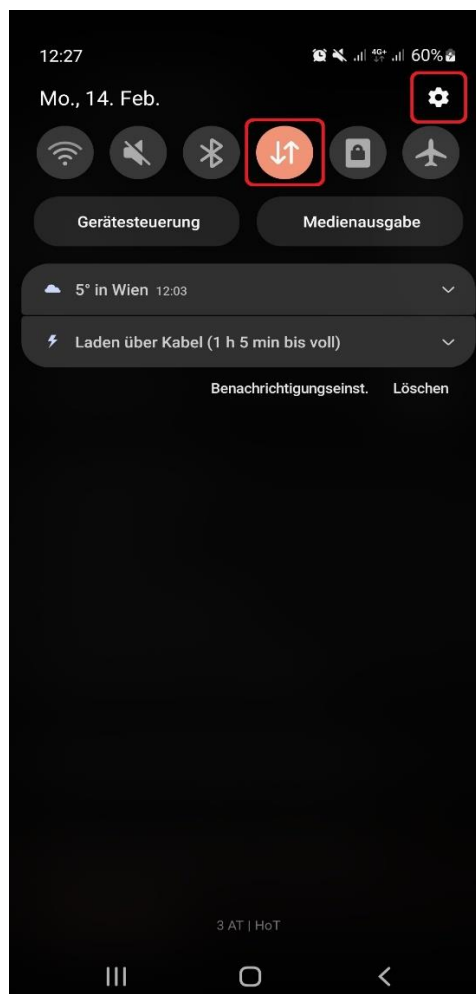 12:27 4G+ 60%
Mo., 14. Feb.
Gerätesteuerung Medienausgabe
5° in Wien 12:03
Laden über Kabel (1 h 5 min bis voll)
Benachrichtigungseinst. Löschen
3 AT | HoT